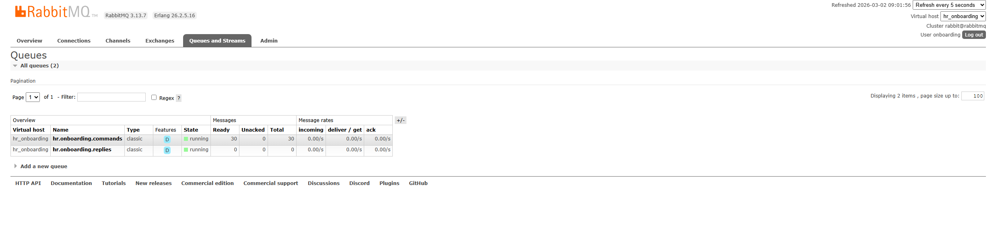 RabbitMQ TM RabbitMQ 3.13.7 Erlang 26.2.5.16
Refreshed 2026-03-02 09:01:56 Refresh every 5 seconds
Virtual host hr_onboarding
Cluster rabbit@rabbitmq
User onboarding Log out
Overview Connections Channels Exchanges Queues and Streams Admin
Queues
All queues (2)
Pagination
Page 1 of 1 - Filter: Regex ?
Displaying 2 items , page size up to: 100
Overview Messages Message rates +/-
Virtual host Name Type Features State Ready Unacked Total incoming deliver / get ack
hr_onboarding hr.onboarding.commands classic D running 30 0 30 0.00/s 0.00/s 0.00/s
hr_onboarding hr.onboarding.replies classic D running 0 0 0 0.00/s 0.00/s 0.00/s
Add a new queue
HTTP API Documentation Tutorials New releases Commercial edition Commercial support Discussions Discord Plugins GitHub